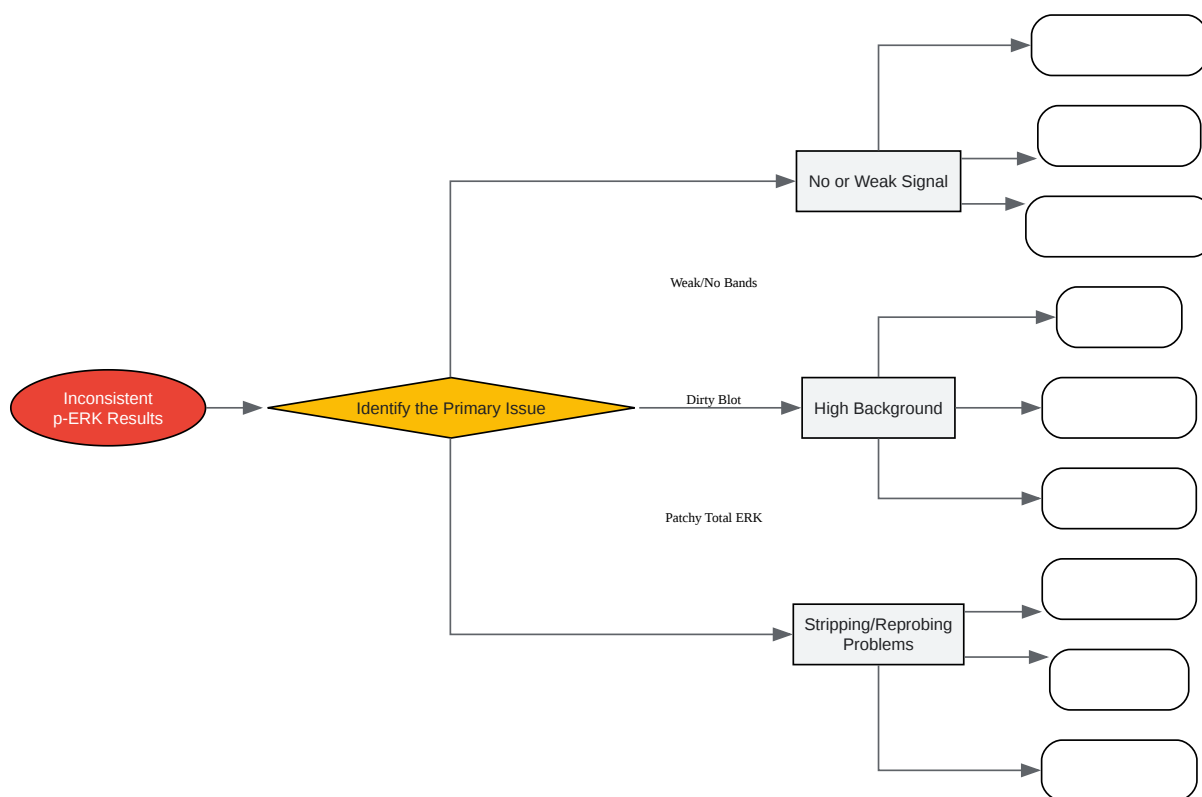 No or Weak Signal
Weak/No Bands
Inconsistent
p-ERK Results
Identify the Primary Issue
Dirty Blot
High Background
Patchy Total ERK
Stripping/Reprobing
Problems